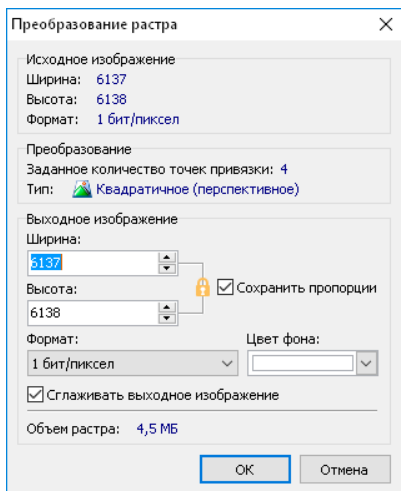 Преобразование растра
Исходное изображение
Ширина: 6137
Высота: 6138
Формат: 1 бит/пиксел
Преобразование
Заданное количество точек привязки: 4
Тип: Квадратичное (перспективное)
Выходное изображение
Ширина:
6137
Сохранить пропорции
Высота:
6138
Формат: Цвет фона:
1 бит/пиксел
Сглаживать выходное изображение
Объем растра: 4,5 МБ
ОК Отмена